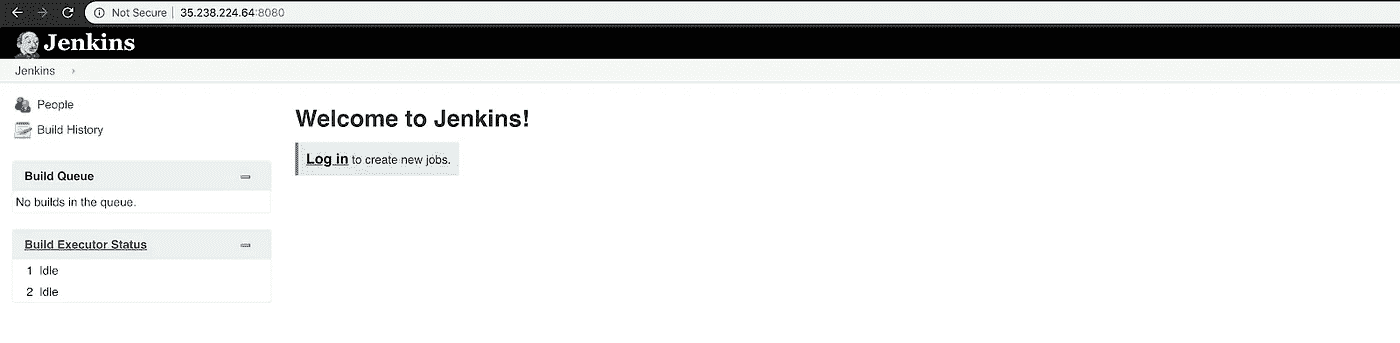 Not Secure 35.238.224.64:8080
Jenkins
Jenkins
People
Build History
Welcome to Jenkins!
Log in to create new jobs.
Build Queue
No builds in the queue.
Build Executor Status
1 Idle
2 Idle